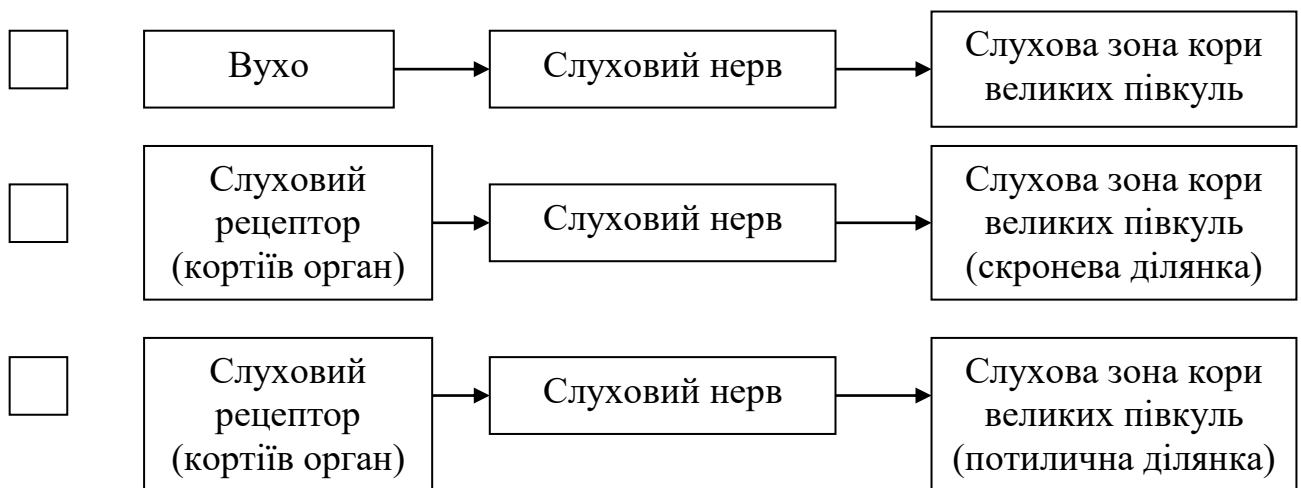 Вухо
Слуховий нерв
Слухова зона кори
великих півкуль
Слуховий
рецептор
(кортіїв орган)
Слуховий нерв
Слухова зона кори
великих півкуль
(скронева ділянка)
Слуховий
рецептор
(кортіїв орган)
Слуховий нерв
Слухова зона кори
великих півкуль
(потилична ділянка)